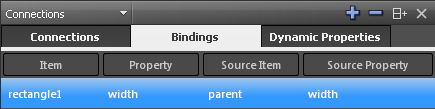 Connections
Connections Bindings Dynamic Properties
Item Property Source Item Source Property
rectangle1 width parent width